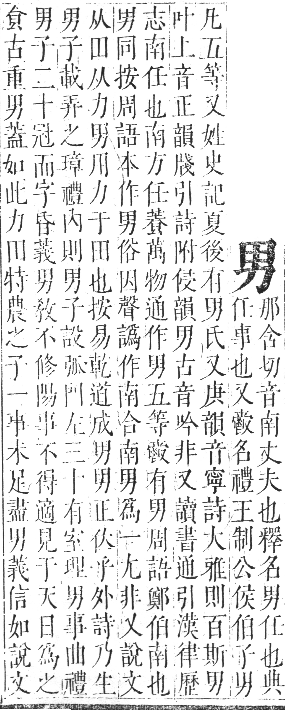 男
那含切音南丈夫也釋名男任也典
任事也又爵名禮王制公侯伯子男
凡五等又姓史記夏後有男氏又庚韻音寧詩大雅則百斯男
叶上音正韻牋引詩附侵韻男古音吟非又讀書通引漢律歷
志南任也南方任養萬物通作男五等爵有男周語鄭伯南也
男同按周語本作男俗因聲譌作南合南男為一尤非又說文
从田从力男用力于田也按易乾道成男男正位乎外詩乃生
男子載弄之璋禮內則男子設弧門左三十有室理男事曲禮
男子二十冠而字昏義男敎不修陽事不得適見于天日為之
食古重男蓋如此力田特農之子一事未足盡男義信如說文